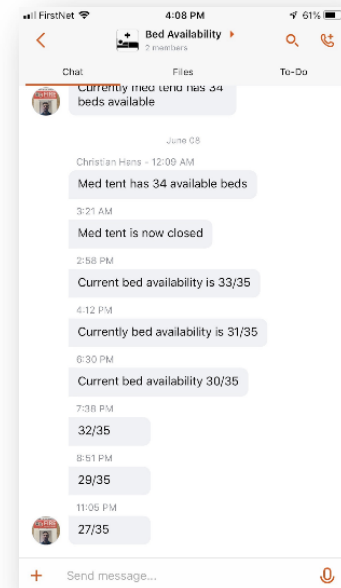 FirstNet
4:08 PM
61%
Bed Availability
2 members
Chat
Files
To-Do
Currently med tend has 34
beds available
June 08
Christian Hans - 12:09 AM
Med tent has 34 available beds
3:21 AM
Med tent is now closed
2:58 PM
Current bed availability is 33/35
4:12 PM
Currently bed availability is 31/35
6:30 PM
Current bed availability 30/35
7:38 PM
32/35
8:51 PM
29/35
11:05 PM
27/35
Send message...